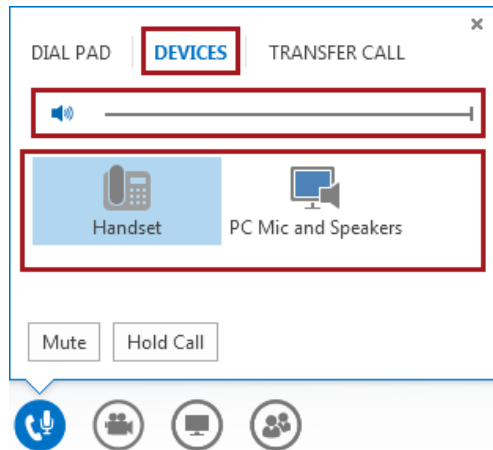 DIAL PAD DEVICES TRANSFER CALL
Handset PC Mic and Speakers
Mute Hold Call